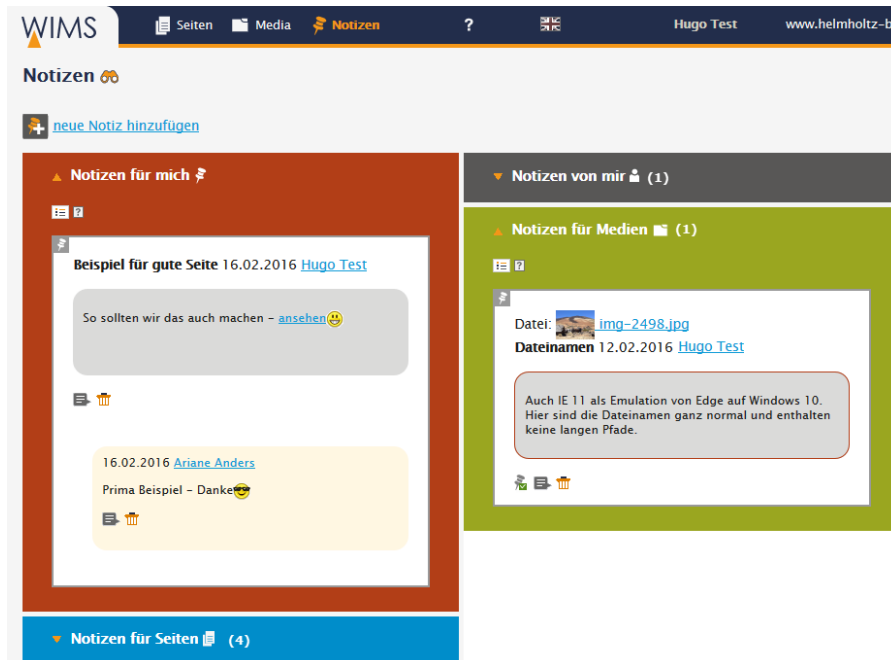 WIMS
Seiten Media Notizen ? Hugo Test www.helmholtz-b
Notizen
neue Notiz hinzufügen
Notizen für mich
?
Beispiel für gute Seite 16.02.2016 Hugo Test
So sollten wir das auch machen - ansehen
16.02.2016 Ariane Anders
Prima Beispiel - Danke
Notizen für Seiten (4)
Notizen von mir (1)
Notizen für Medien (1)
?
Datei: img-2498.jpg
Dateinamen 12.02.2016 Hugo Test
Auch IE 11 als Emulation von Edge auf Windows 10.
Hier sind die Dateinamen ganz normal und enthalten
keine langen Pfade.